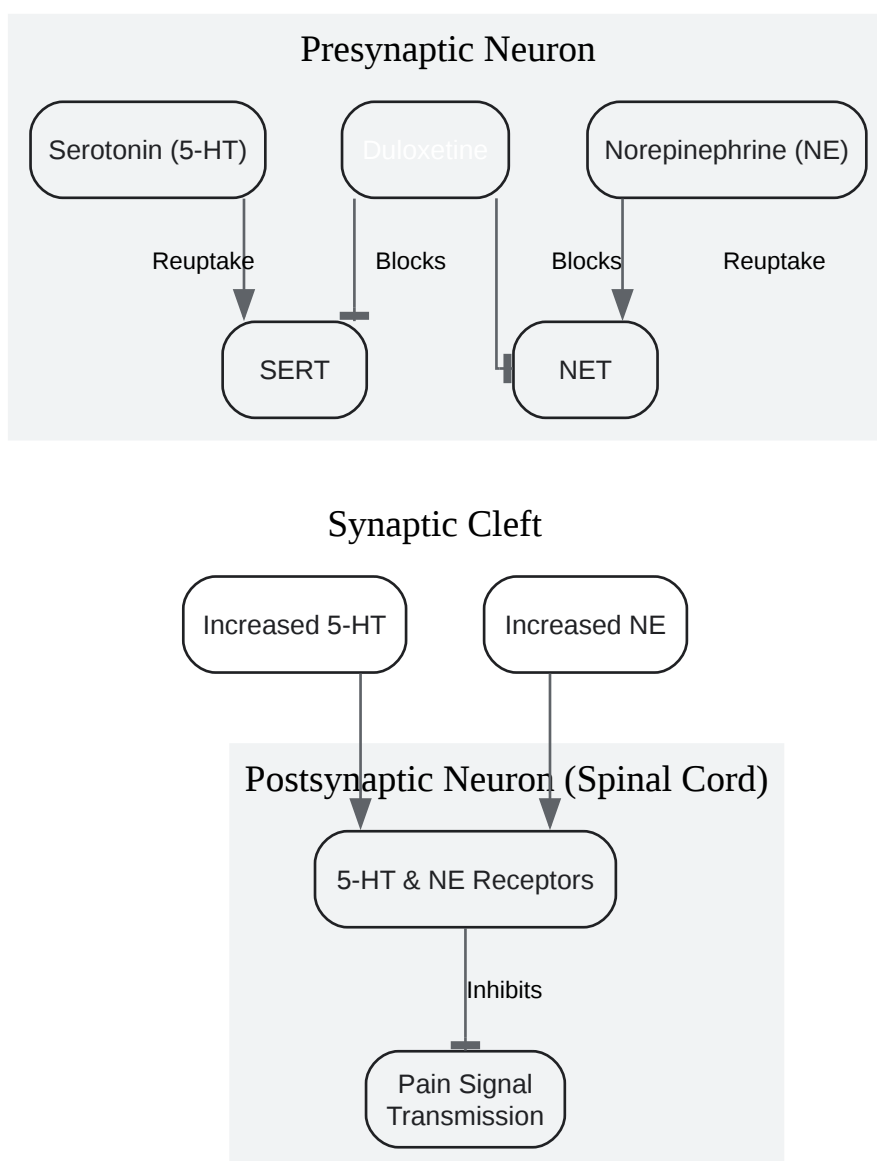 Presynaptic Neuron
Serotonin (5-HT)
Duloxetine
Norepinephrine (NE)
Reuptake
Blocks
Blocks
Reuptake
SERT
NET
Synaptic Cleft
Increased 5-HT
Increased NE
Postsynaptic Neuron (Spinal Cord)
5-HT & NE Receptors
Inhibits
Pain Signal
Transmission